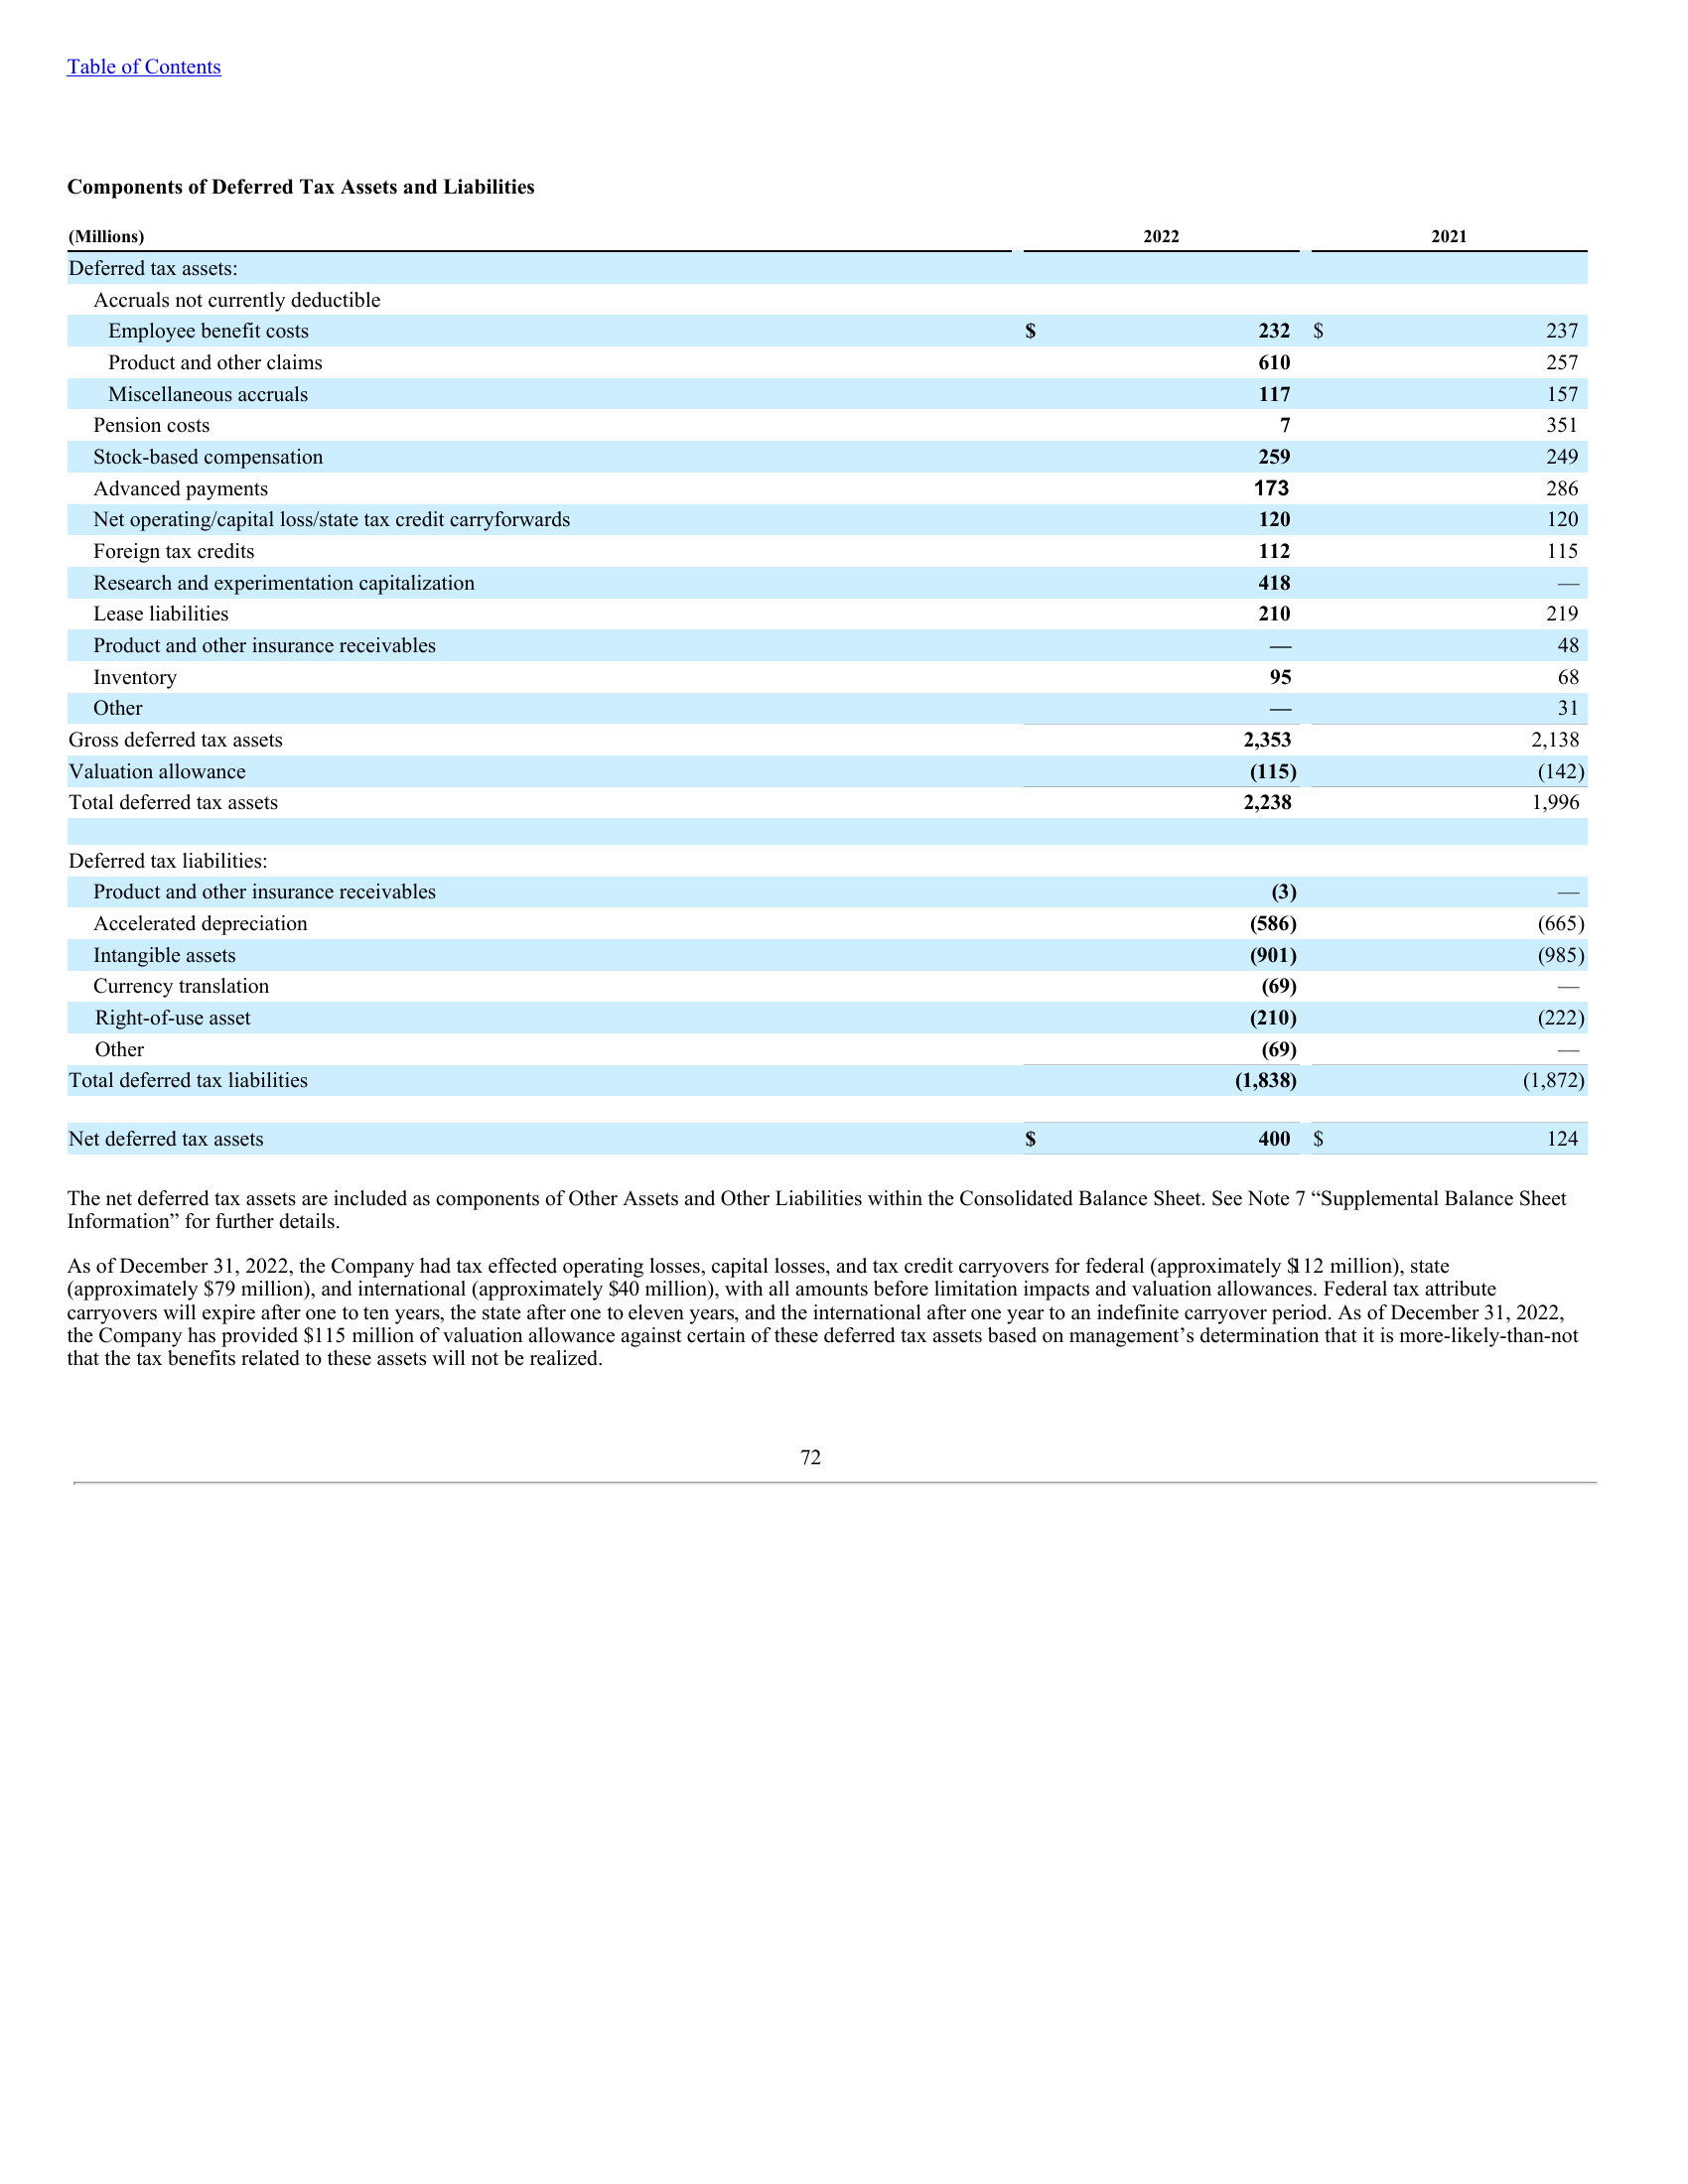 Table of Contents
Components of Deferred Tax Assets and Liabilities
(Millions) 2022 2021
Deferred tax assets:
Accruals not currently deductible
Employee benefit costs $ 232 $ 237
Product and other claims 610 257
Miscellaneous accruals 117 157
Pension costs 7 351
Stock-based compensation 259 249
Advanced payments 173 286
Net operating/capital loss/state tax credit carryforwards 120 120
Foreign tax credits 112 115
Research and experimentation capitalization 418 —
Lease liabilities 210 219
Product and other insurance receivables — 48
Inventory 95 68
Other — 31
Gross deferred tax assets 2,353 2,138
Valuation allowance (115) (142)
Total deferred tax assets 2,238 1,996
Deferred tax liabilities:
Product and other insurance receivables (3) —
Accelerated depreciation (586) (665)
Intangible assets (901) (985)
Currency translation (69) —
Right-of-use asset (210) (222)
Other (69) —
Total deferred tax liabilities (1,838) (1,872)
Net deferred tax assets $ 400 $ 124
The net deferred tax assets are included as components of Other Assets and Other Liabilities within the Consolidated Balance Sheet. See Note 7 “Supplemental Balance Sheet
Information” for further details.
As of December 31, 2022, the Company had tax effected operating losses, capital losses, and tax credit carryovers for federal (approximately $112 million), state
(approximately $79 million), and international (approximately $40 million), with all amounts before limitation impacts and valuation allowances. Federal tax attribute
carryovers will expire after one to ten years, the state after one to eleven years, and the international after one year to an indefinite carryover period. As of December 31, 2022,
the Company has provided $115 million of valuation allowance against certain of these deferred tax assets based on management’s determination that it is more-likely-than-not
that the tax benefits related to these assets will not be realized.
72